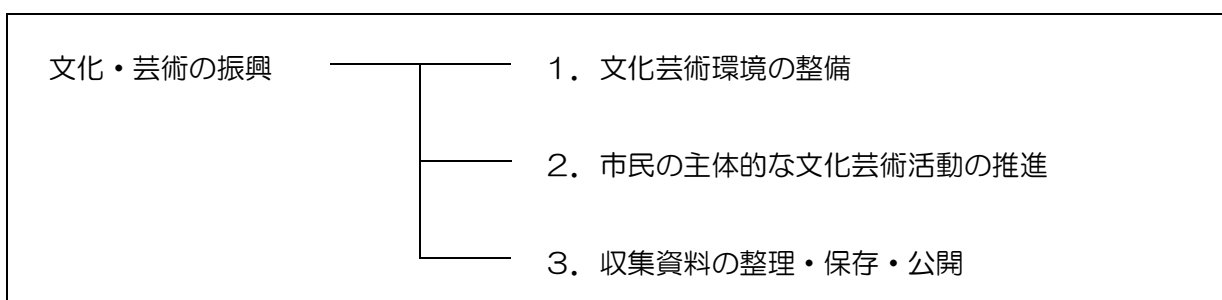 文化・芸術の振興
１．文化芸術環境の整備
２．市民の主体的な文化芸術活動の推進
３．収集資料の整理・保存・公開